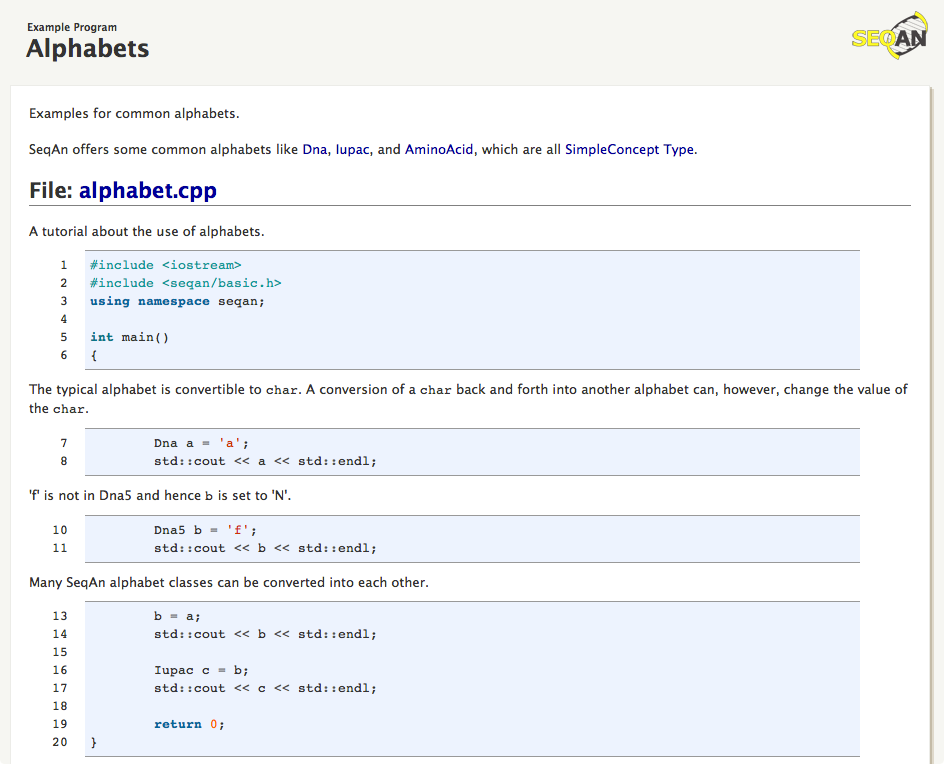 Example Program
Alphabets
SEQAN
Examples for common alphabets.
SeqAn offers some common alphabets like Dna, Iupac, and AminoAcid, which are all SimpleConcept Type.
File: alphabet.cpp
A tutorial about the use of alphabets.
1 #include <iostream>
2 #include <seqan/basic.h>
3 using namespace seqan;
4
5 int main()
6 {
The typical alphabet is convertible to char. A conversion of a char back and forth into another alphabet can, however, change the value of
the char.
7 Dna a = 'a';
8 std::cout << a << std::endl;
'f' is not in Dna5 and hence b is set to 'N'.
10 Dna5 b = 'f';
11 std::cout << b << std::endl;
Many SeqAn alphabet classes can be converted into each other.
13 b = a;
14 std::cout << b << std::endl;
15
16 Iupac c = b;
17 std::cout << c << std::endl;
18
19 return 0;
20 }